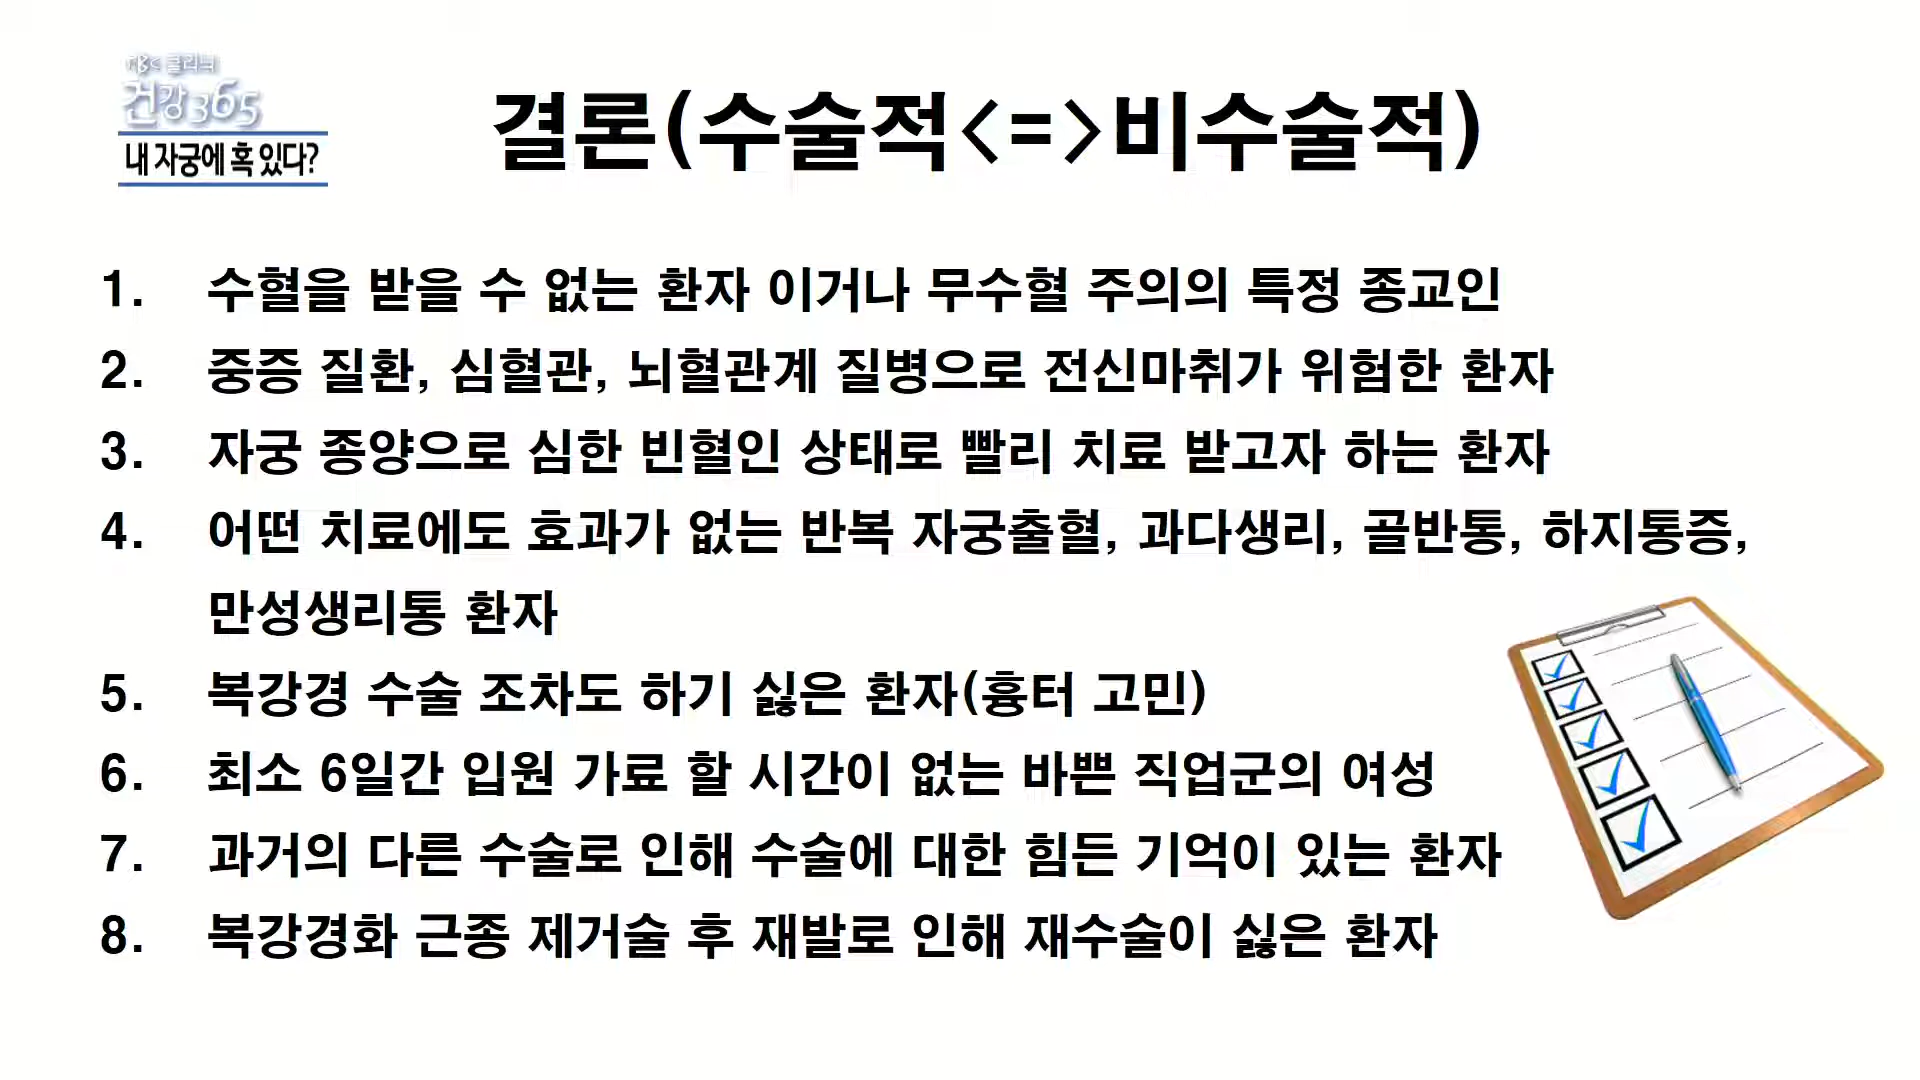 클리닉
건강365
내 자궁에 혹 있다?
결론(수술적<=>비수술적)
1. 수혈을 받을 수 없는 환자 이거나 무수혈 주의의 특정 종교인
2. 중증 질환, 심혈관, 뇌혈관계 질병으로 전신마취가 위험한 환자
3. 자궁 종양으로 심한 빈혈인 상태로 빨리 치료 받고자 하는 환자
4. 어떤 치료에도 효과가 없는 반복 자궁출혈, 과다생리, 골반통, 하지통증,
만성생리통 환자
5. 복강경 수술 조차도 하기 싫은 환자(흉터 고민)
6. 최소 6일간 입원 가료 할 시간이 없는 바쁜 직업군의 여성
7. 과거의 다른 수술로 인해 수술에 대한 힘든 기억이 있는 환자
8. 복강경화 근종 제거술 후 재발로 인해 재수술이 싫은 환자